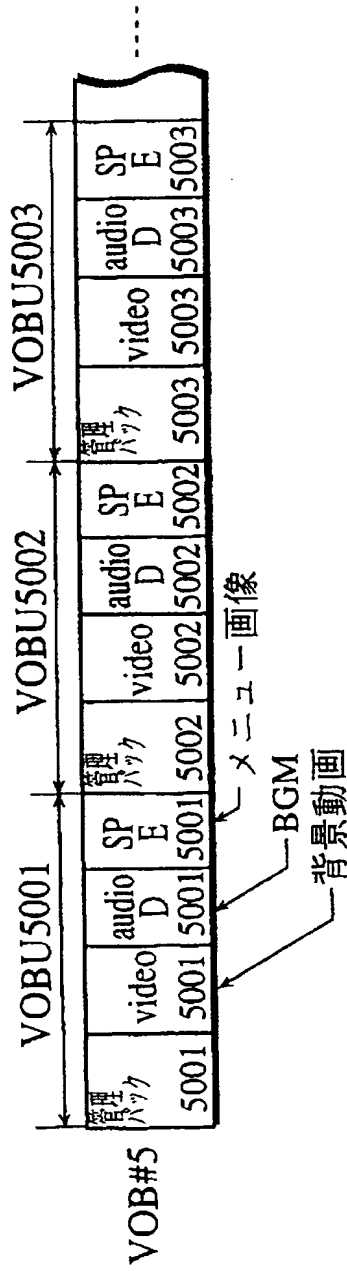 VOBU5001
VOBU5002
VOBU5003
VOB#5
管理
パック
5001
video
5001
audio
D
5001
SP
E
5001
管理
パック
5002
video
5002
audio
D
5002
SP
E
5002
管理
パック
5003
video
5003
audio
D
5003
SP
E
5003
メニュー画像
BGM
背景動画